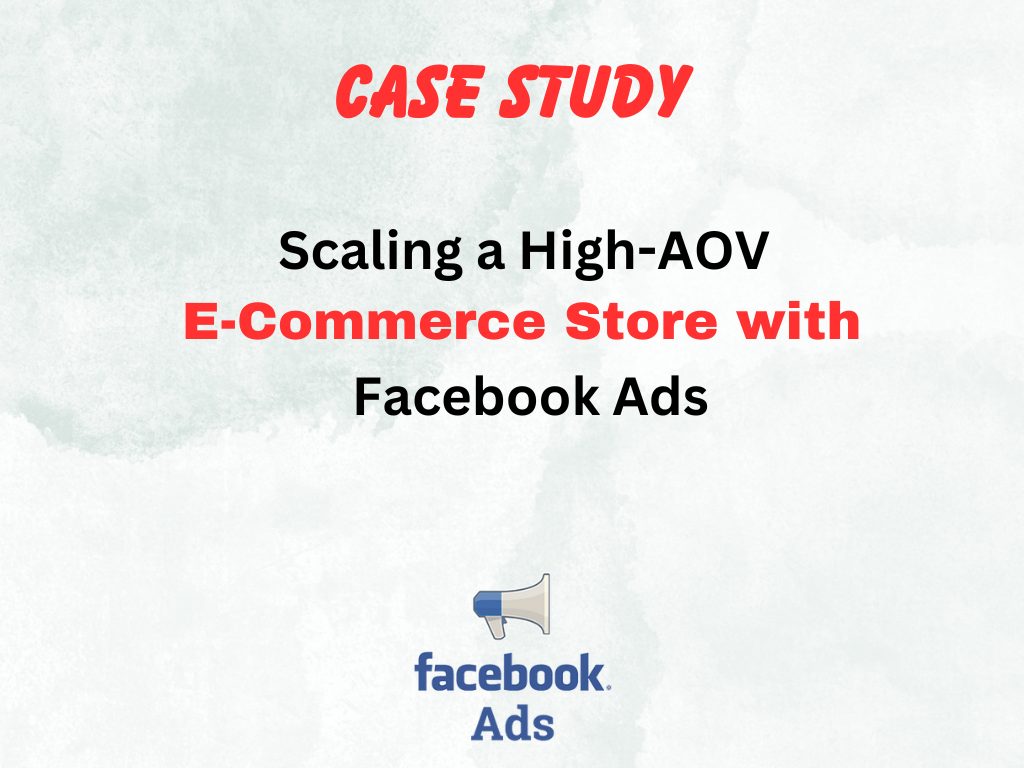 CASE STUDY
Scaling a High-AOV
E-Commerce Store with
Facebook Ads
facebook®
Ads